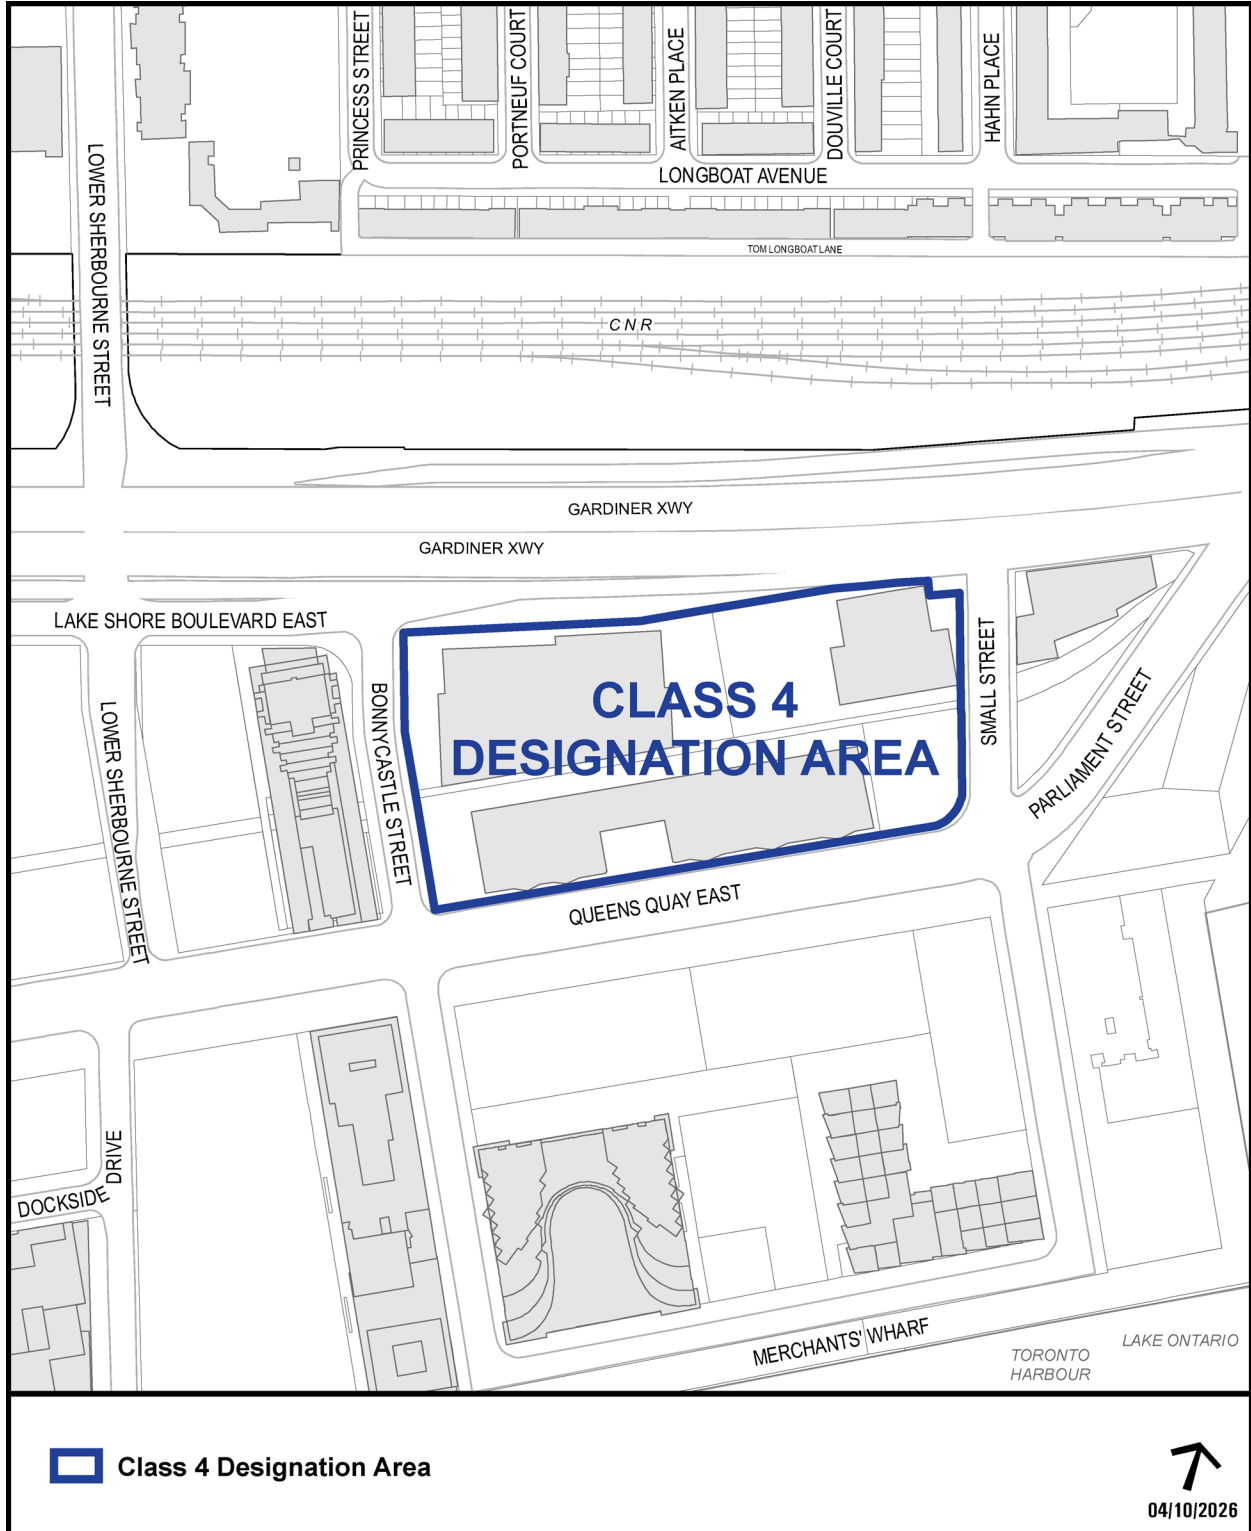 PRINCESS STREET
PORTNEUF COURT
AITKEN PLACE
DOUVILLE COURT
HAHN PLACE
LONGBOAT AVENUE
LOWER SHERBOURNE STREET
TOM LONGBOAT LANE
CNR
GARDINER XWY
GARDINER XWY
LAKE SHORE BOULEVARD EAST
CLASS 4
DESIGNATION AREA
BONNYCASTLE STREET
SMALL STREET
PARLIAMENT STREET
LOWER SHERBOURNE STREET
QUEENS QUAY EAST
DOCKSIDE DRIVE
MERCHANTS' WHARF
TORONTO
HARBOUR
LAKE ONTARIO
Class 4 Designation Area
04/10/2026